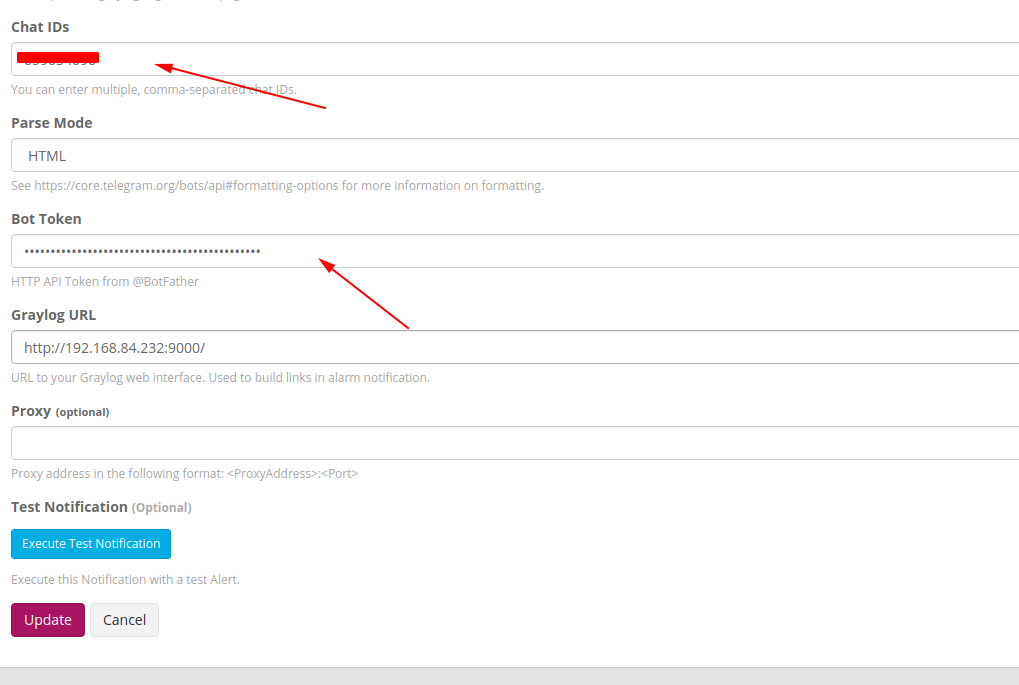 Chat IDs
You can enter multiple, comma-separated chat IDs.
Parse Mode
HTML
See https://core.telegram.org/bots/api#formatting-options for more information on formatting.
Bot Token
•••••••••••••••••••••••••••••••••••••••••••••
HTTP API Token from @BotFather
Graylog URL
http://192.168.84.232:9000/
URL to your Graylog web interface. Used to build links in alarm notification.
Proxy (optional)
Proxy address in the following format: <ProxyAddress>:<Port>
Test Notification (Optional)
Execute Test Notification
Execute this Notification with a test Alert.
Update Cancel